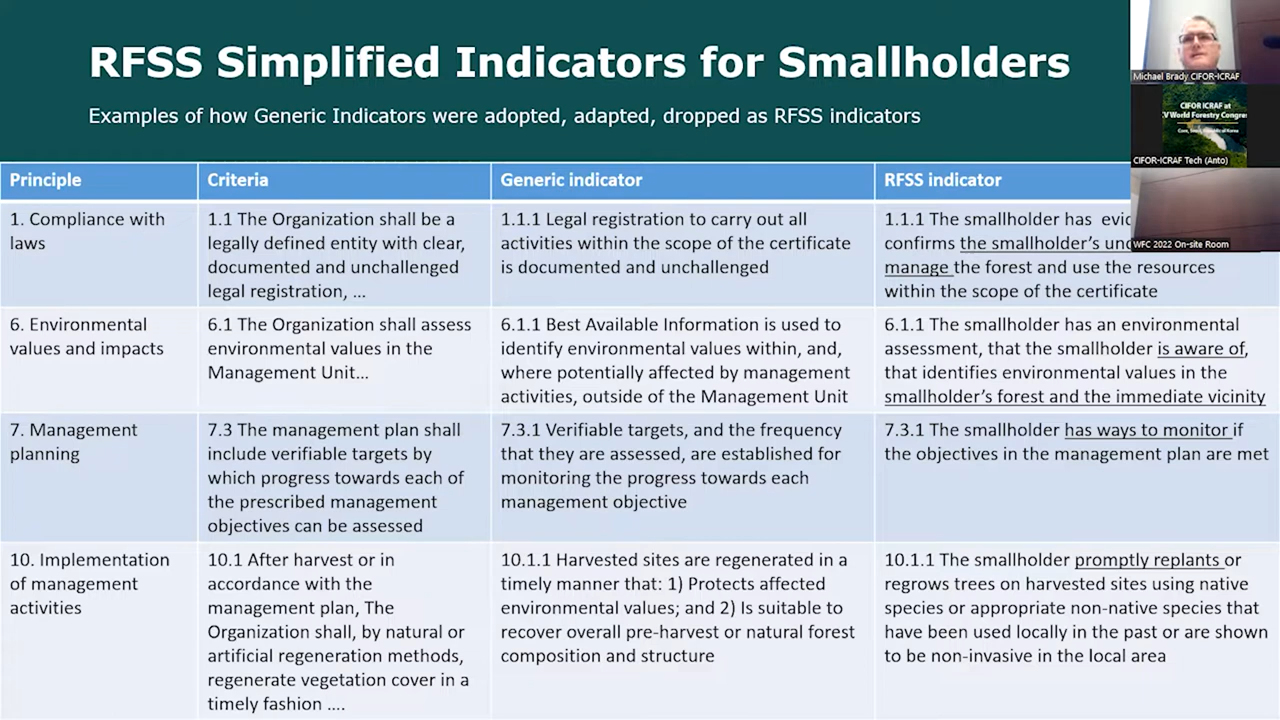 RFSS Simplified Indicators for Smallholders
Examples of how Generic Indicators were adopted, adapted, dropped as RFSS indicators
Michael Brady CIFOR-ICRAF
CIFOR ICRAF at
V World Forestry Congre
CIFOR-ICRAF Tech (Anto)
WFC 2022 On-site Room
Principle
Criteria
Generic indicator
RFSS indicator
1. Compliance with
laws
1.1 The Organization shall be a
legally defined entity with clear,
documented and unchallenged
legal registration, ...
1.1.1 Legal registration to carry out all
activities within the scope of the certificate
is documented and unchallenged
1.1.1 The smallholder has
confirms the smallholder's
manage the forest and use the resources
within the scope of the certificate
6. Environmental
values and impacts
6.1 The Organization shall assess
environmental values in the
Management Unit...
6.1.1 Best Available Information is used to
identify environmental values within, and,
where potentially affected by management
activities, outside of the Management Unit
6.1.1 The smallholder has an environmental
assessment, that the smallholder is aware of,
that identifies environmental values in the
smallholder's forest and the immediate vicinity
7. Management
planning
7.3 The management plan shall
include verifiable targets by
which progress towards each of
the prescribed management
objectives can be assessed
7.3.1 Verifiable targets, and the frequency
that they are assessed, are established for
monitoring the progress towards each
management objective
7.3.1 The smallholder has ways to monitor if
the objectives in the management plan are met
10. Implementation
of management
activities
10.1 After harvest or in
accordance with the
management plan, The
Organization shall, by natural or
artificial regeneration methods,
regenerate vegetation cover in a
timely fashion ....
10.1.1 Harvested sites are regenerated in a
timely manner that: 1) Protects affected
environmental values; and 2) Is suitable to
recover overall pre-harvest or natural forest
composition and structure
10.1.1 The smallholder promptly replants or
regrows trees on harvested sites using native
species or appropriate non-native species that
have been used locally in the past or are shown
to be non-invasive in the local area